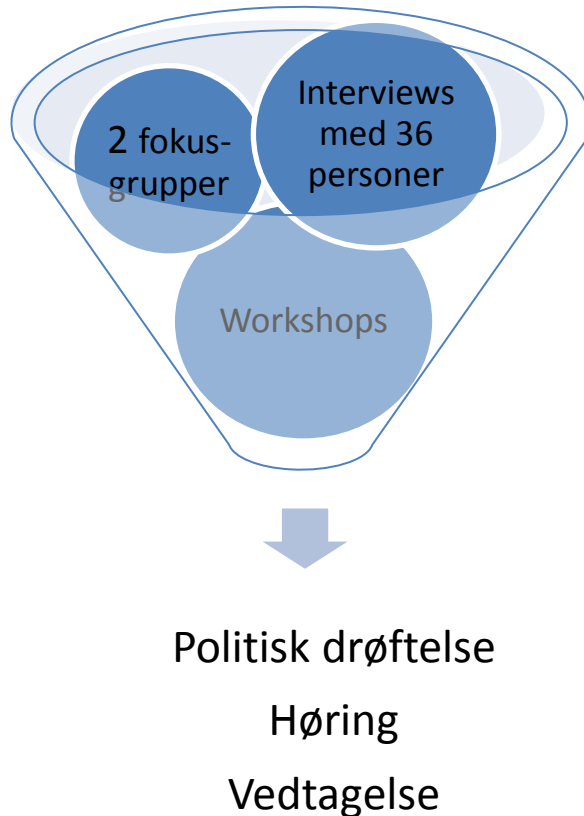 2 fokus-
grupper
Interviews
med 36
personer
Workshops
Politisk drøftelse
Høring
Vedtagelse